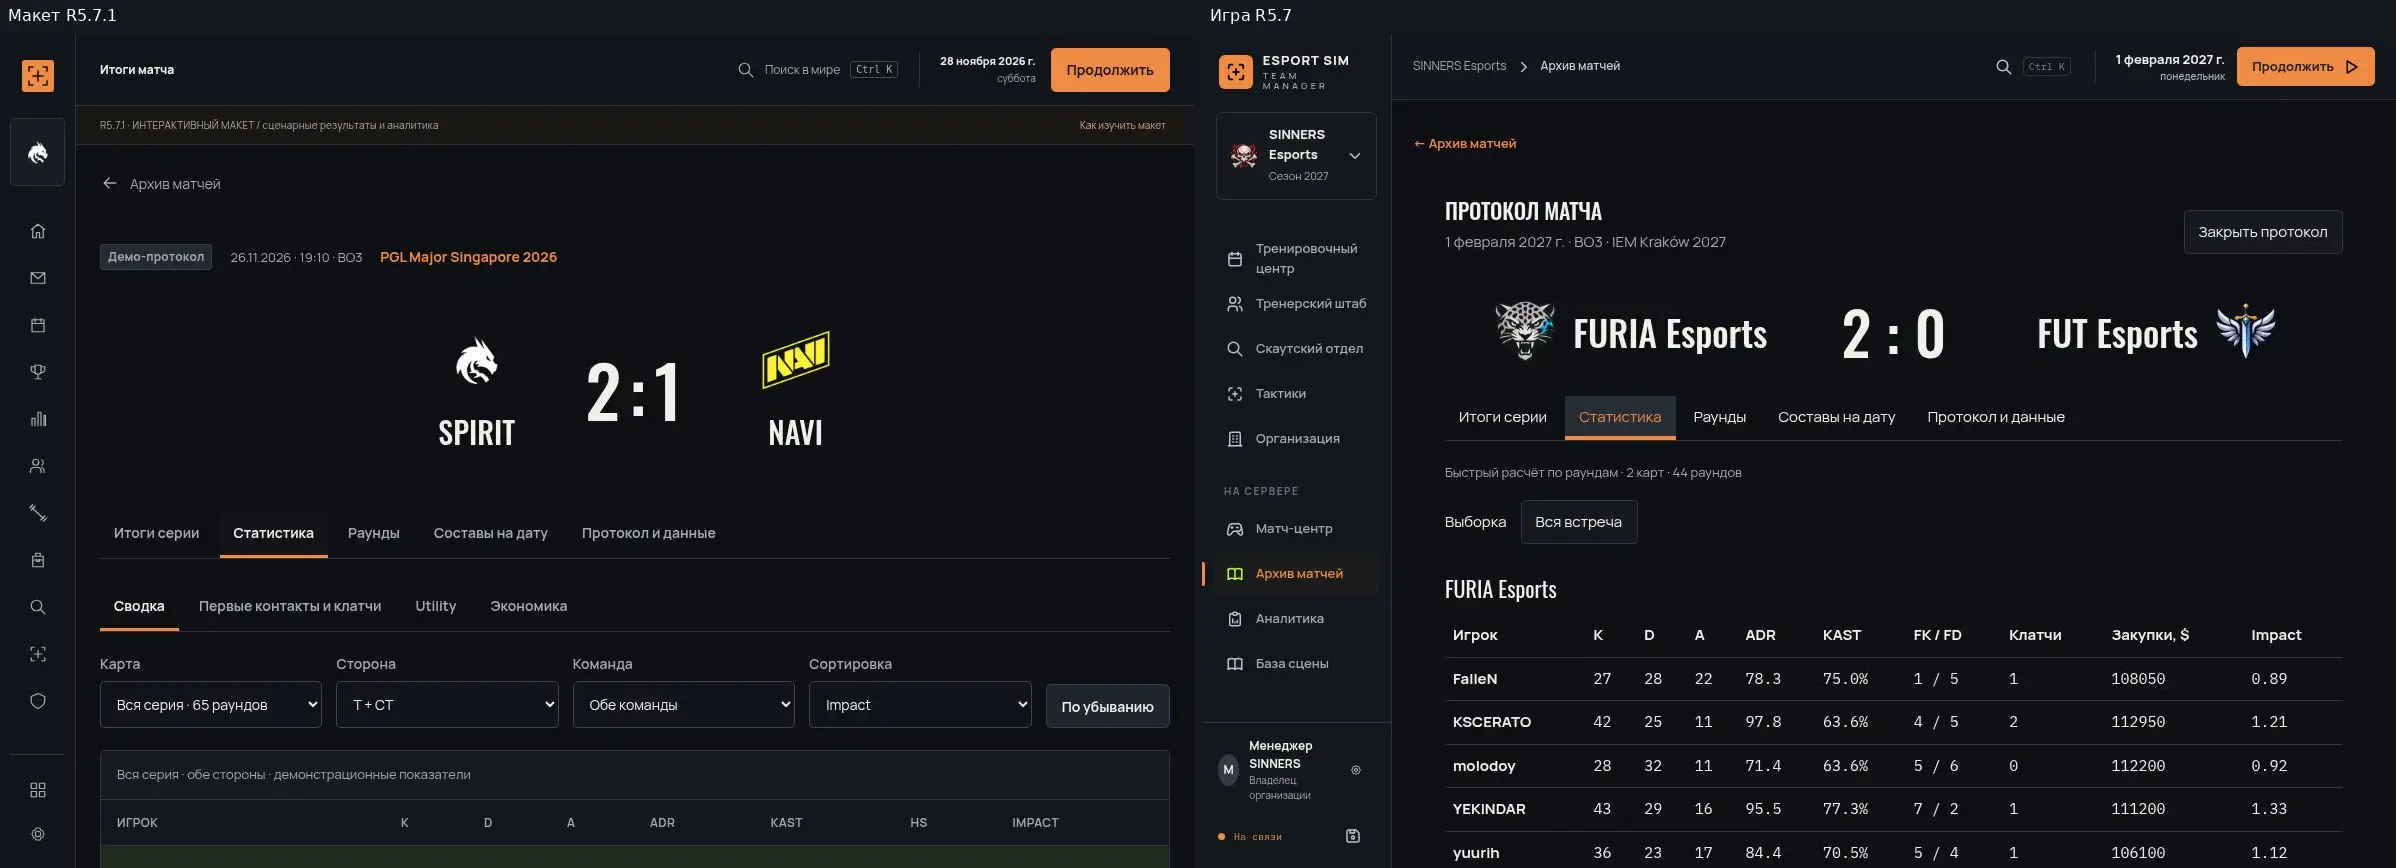 Макет R5.7.1
Итоги матча
Поиск в мире
Ctrl K
28 ноября 2026 г.
суббота
Продолжить
R5.7.1 · ИНТЕРАКТИВНЫЙ МАКЕТ / сценарные результаты и аналитика
Как изучить макет
Архив матчей
Демо-протокол
26.11.2026 · 19:10 · BO3
PGL Major Singapore 2026
2:1
NAVI
SPIRIT
NAVI
Итоги серии
Статистика
Раунды
Составы на дату
Протокол и данные
Сводка
Первые контакты и клатчи
Utility
Экономика
Карта
Сторона
Команда
Сортировка
Вся серия · 65 раундов
T + CT
Обе команды
Impact
По убыванию
Вся серия · обе стороны · демонстрационные показатели
ИГРОК K D A ADR KAST HS IMPACT
Игра R5.7
ESPORT SIM
TEAM
MANAGER
SINNERS
Esports
Сезон 2027
Тренировочный
центр
Тренерский штаб
Скаутский отдел
Тактики
Организация
НА СЕРВЕРЕ
Матч-центр
Архив матчей
Аналитика
База сцены
M
Менеджер
SINNERS
Владелец
организации
На связи
SINNERS Esports
Архив матчей
Ctrl K
1 февраля 2027 г.
понедельник
Продолжить
← Архив матчей
ПРОТОКОЛ МАТЧА
1 февраля 2027 г. · BO3 · IEM Kraków 2027
Закрыть протокол
FURIA Esports
2 : 0
FUT Esports
Итоги серии
Статистика
Раунды
Составы на дату
Протокол и данные
Быстрый расчёт по раундам · 2 карт · 44 раундов
Выборка
Вся встреча
FURIA Esports
Игрок K D A ADR KAST FK / FD Клатчи Закупки, $ Impact
FalleN 27 28 22 78.3 75.0% 1 / 5 1 108050 0.89
KSCERATO 42 25 11 97.8 63.6% 4 / 5 2 112950 1.21
molodoy 28 32 11 71.4 63.6% 5 / 6 0 112200 0.92
YEKINDAR 43 29 16 95.5 77.3% 7 / 2 1 111200 1.33
yuurih 36 23 17 84.4 70.5% 5 / 4 1 106100 1.12